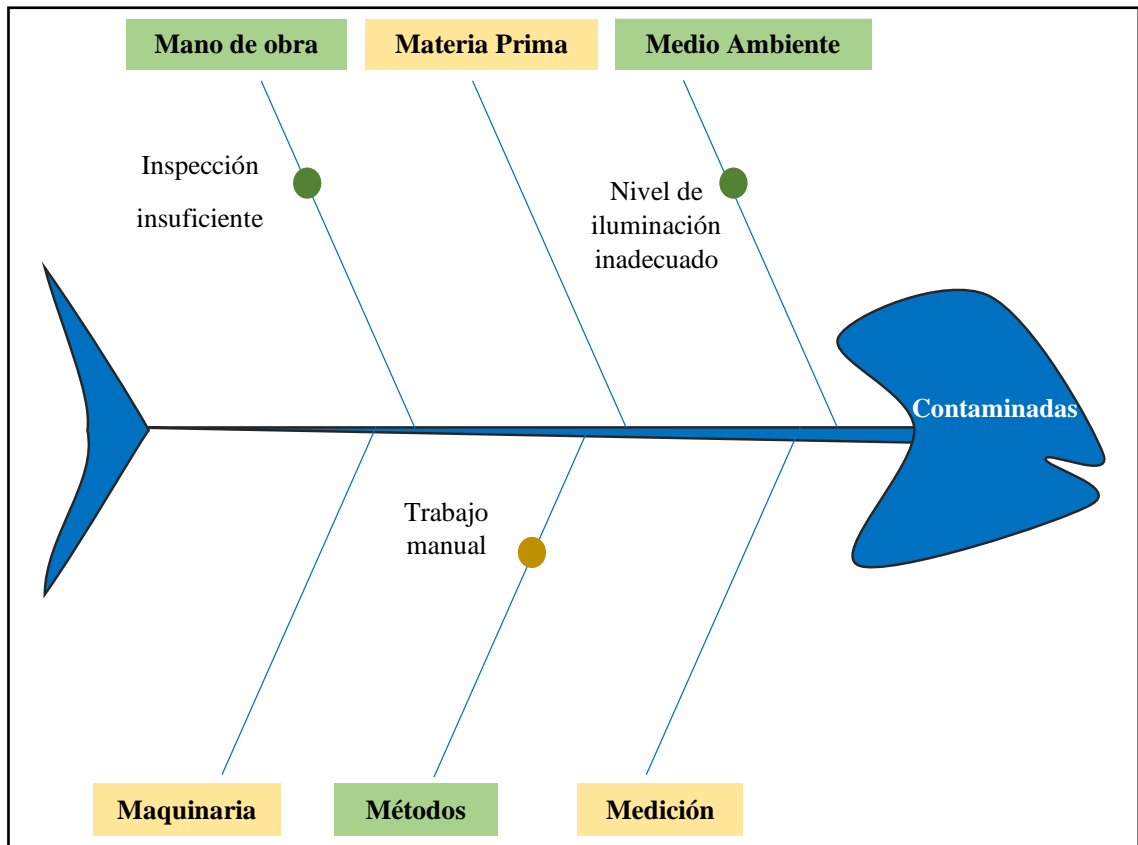 Mano de obra
Materia Prima
Medio Ambiente
Inspección
insuficiente
Nivel de
iluminación
inadecuado
Contaminadas
Trabajo
manual
Maquinaria
Métodos
Medición